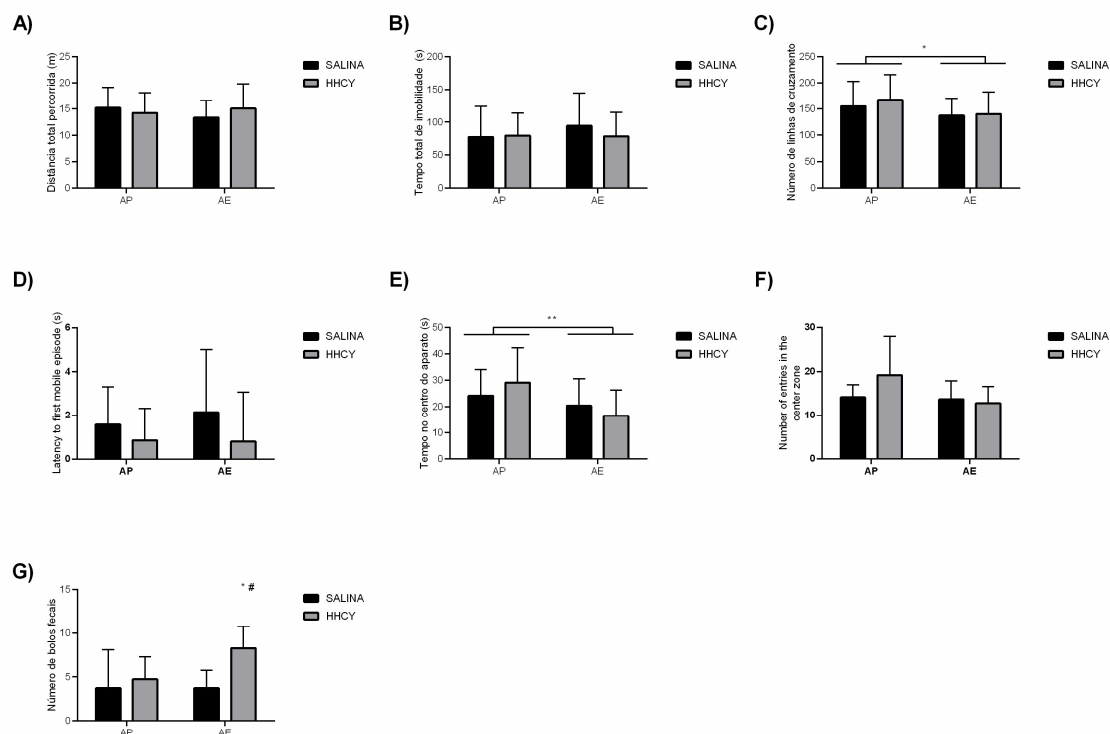 A)
Distância total percorrida (m)
25
20
15
10
5
0
AP
AE
SALINA
HHCY
B)
Tempo total de imobilidade (s)
200
150
100
50
0
AP
AE
SALINA
HHCY
C)
Número de linhas de cruzamento
250
200
150
100
50
0
*
AP
AE
SALINA
HHCY
D)
Latency to first mobile episode (s)
6
4
2
0
AP
AE
SALINA
HHCY
E)
Tempo no centro do aparato (s)
50
40
30
20
10
0
**
AP
AE
SALINA
HHCY
F)
Number of entries in the
center zone
30
20
10
0
AP
AE
SALINA
HHCY
G)
Número de bolos fecais
15
10
5
0
* #
AP
AE
SALINA
HHCY